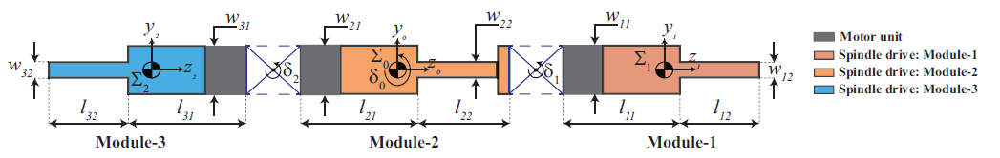 w₃₁ y₂ w₂₁ y₀ w₂₂ w₁₁ y₁
w₃₂ Σ₂ z₂ δ₂ Σ₀ δ₀ z₀ δ₁ Σ₁ z₁ w₁₂
l₃₂ l₃₁ l₂₁ l₂₂ l₁₁ l₁₂
Module-3 Module-2 Module-1
Motor unit
Spindle drive: Module-1
Spindle drive: Module-2
Spindle drive: Module-3